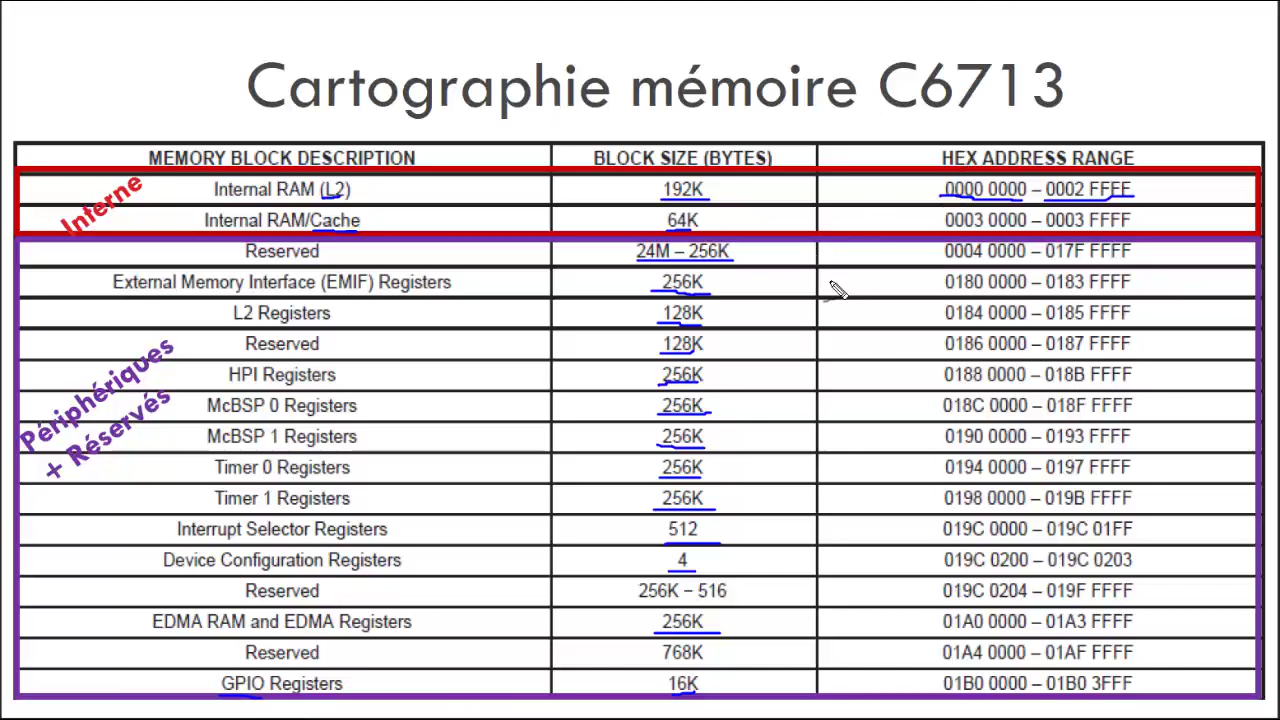 Cartographie mémoire C6713
MEMORY BLOCK DESCRIPTION BLOCK SIZE (BYTES) HEX ADDRESS RANGE
Internal RAM (L2) 192K 0000 0000 – 0002 FFFF
Internal RAM/Cache 64K 0003 0000 – 0003 FFFF
Interne
Reserved 24M – 256K 0004 0000 – 017F FFFF
External Memory Interface (EMIF) Registers 256K 0180 0000 – 0183 FFFF
L2 Registers 128K 0184 0000 – 0185 FFFF
Reserved 128K 0186 0000 – 0187 FFFF
HPI Registers 256K 0188 0000 – 018B FFFF
McBSP 0 Registers 256K 018C 0000 – 018F FFFF
McBSP 1 Registers 256K 0190 0000 – 0193 FFFF
Périphériques
+ Réservés
Timer 0 Registers 256K 0194 0000 – 0197 FFFF
Timer 1 Registers 256K 0198 0000 – 019B FFFF
Interrupt Selector Registers 512 019C 0000 – 019C 01FF
Device Configuration Registers 4 019C 0200 – 019C 0203
Reserved 256K − 516 019C 0204 – 019F FFFF
EDMA RAM and EDMA Registers 256K 01A0 0000 – 01A3 FFFF
Reserved 768K 01A4 0000 – 01AF FFFF
GPIO Registers 16K 01B0 0000 – 01B0 3FFF